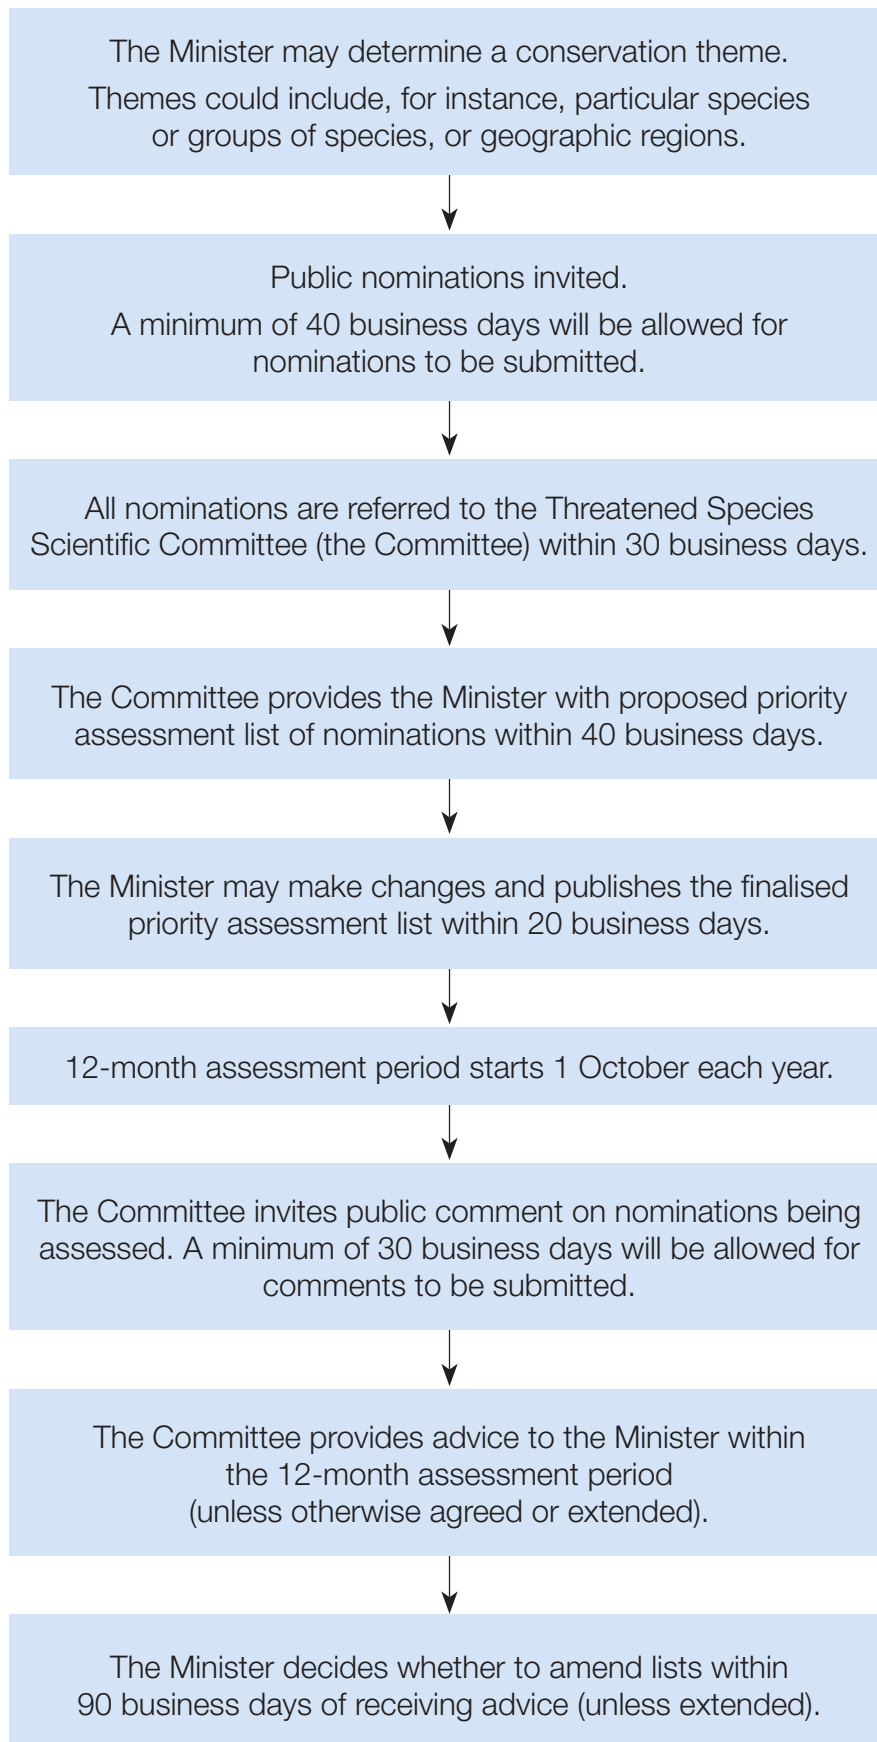 The Minister may determine a conservation theme.
Themes could include, for instance, particular species
or groups of species, or geographic regions.
Public nominations invited.
A minimum of 40 business days will be allowed for
nominations to be submitted.
All nominations are referred to the Threatened Species
Scientific Committee (the Committee) within 30 business days.
The Committee provides the Minister with proposed priority
assessment list of nominations within 40 business days.
The Minister may make changes and publishes the finalised
priority assessment list within 20 business days.
12-month assessment period starts 1 October each year.
The Committee invites public comment on nominations being
assessed. A minimum of 30 business days will be allowed for
comments to be submitted.
The Committee provides advice to the Minister within
the 12-month assessment period
(unless otherwise agreed or extended).
The Minister decides whether to amend lists within
90 business days of receiving advice (unless extended).